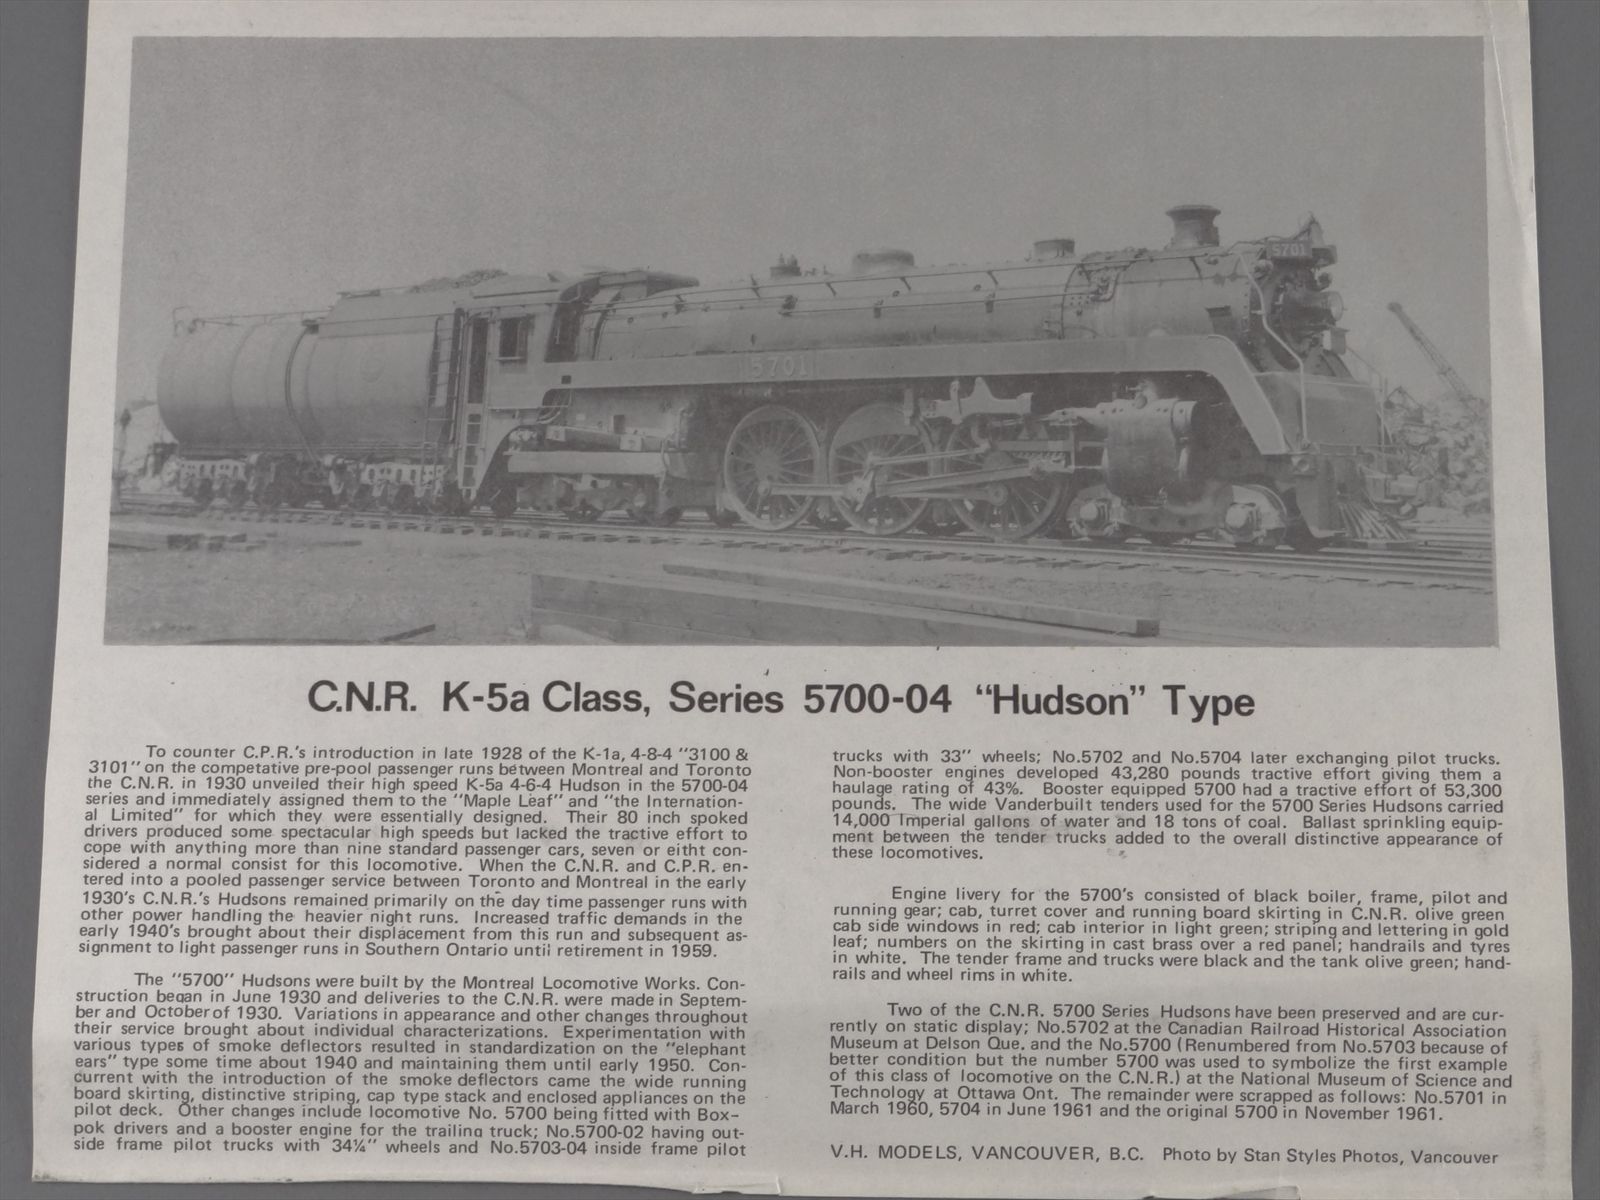 5701
5701
C.N.R. K-5a Class, Series 5700-04 “Hudson” Type
To counter C.P.R.'s introduction in late 1928 of the K-1a, 4-8-4 "3100 &
3101" on the competative pre-pool passenger runs between Montreal and Toronto
the C.N.R. in 1930 unveiled their high speed K-5a 4-6-4 Hudson in the 5700-04
series and immediately assigned them to the "Maple Leaf" and "the Internation-
al Limited" for which they were essentially designed. Their 80 inch spoked
drivers produced some spectacular high speeds but lacked the tractive effort to
cope with anything more than nine standard passenger cars, seven or eitht con-
sidered a normal consist for this locomotive. When the C.N.R. and C.P.R. en-
tered into a pooled passenger service between Toronto and Montreal in the early
1930's C.N.R.'s Hudsons remained primarily on the day time passenger runs with
other power handling the heavier night runs. Increased traffic demands in the
early 1940's brought about their displacement from this run and subsequent as-
signment to light passenger runs in Southern Ontario until retirement in 1959.
The "5700" Hudsons were built by the Montreal Locomotive Works. Con-
struction began in June 1930 and deliveries to the C.N.R. were made in Septem-
ber and October of 1930. Variations in appearance and other changes throughout
their service brought about individual characterizations. Experimentation with
various types of smoke deflectors resulted in standardization on the "elephant
ears" type some time about 1940 and maintaining them until early 1950. Con-
current with the introduction of the smoke deflectors came the wide running
board skirting, distinctive striping, cap type stack and enclosed appliances on the
pilot deck. Other changes include locomotive No. 5700 being fitted with Box-
pok drivers and a booster engine for the trailing truck; No.5700-02 having out-
side frame pilot trucks with 34¼" wheels and No.5703-04 inside frame pilot
trucks with 33" wheels; No.5702 and No.5704 later exchanging pilot trucks.
Non-booster engines developed 43,280 pounds tractive effort giving them a
haulage rating of 43%. Booster equipped 5700 had a tractive effort of 53,300
pounds. The wide Vanderbuilt tenders used for the 5700 Series Hudsons carried
14,000 Imperial gallons of water and 18 tons of coal. Ballast sprinkling equip-
ment between the tender trucks added to the overall distinctive appearance of
these locomotives.
Engine livery for the 5700's consisted of black boiler, frame, pilot and
running gear; cab, turret cover and running board skirting in C.N.R. olive green
cab side windows in red; cab interior in light green; striping and lettering in gold
leaf; numbers on the skirting in cast brass over a red panel; handrails and tyres
in white. The tender frame and trucks were black and the tank olive green; hand-
rails and wheel rims in white.
Two of the C.N.R. 5700 Series Hudsons have been preserved and are cur-
rently on static display; No.5702 at the Canadian Railroad Historical Association
Museum at Delson Que. and the No.5700 (Renumbered from No.5703 because of
better condition but the number 5700 was used to symbolize the first example
of this class of locomotive on the C.N.R.) at the National Museum of Science and
Technology at Ottawa Ont. The remainder were scrapped as follows: No.5701 in
March 1960, 5704 in June 1961 and the original 5700 in November 1961.
V.H. MODELS, VANCOUVER, B.C. Photo by Stan Styles Photos, Vancouver